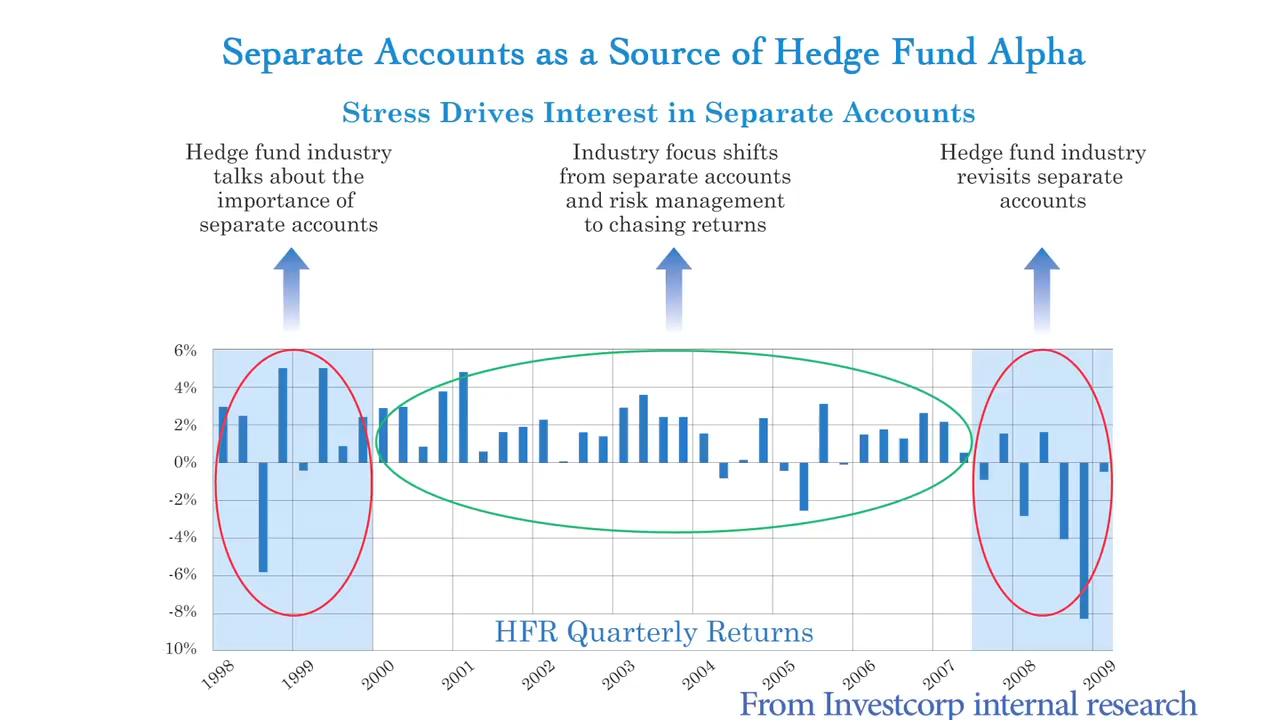 Separate Accounts as a Source of Hedge Fund Alpha
Stress Drives Interest in Separate Accounts
Hedge fund industry
talks about the
importance of
separate accounts
Industry focus shifts
from separate accounts
and risk management
to chasing returns
Hedge fund industry
revisits separate
accounts
6%
4%
2%
0%
-2%
-4%
-6%
-8%
10%
HFR Quarterly Returns
1998
1999
2000
2001
2002
2003
2004
2005
2006
2007
2008
2009
From Investcorp internal research